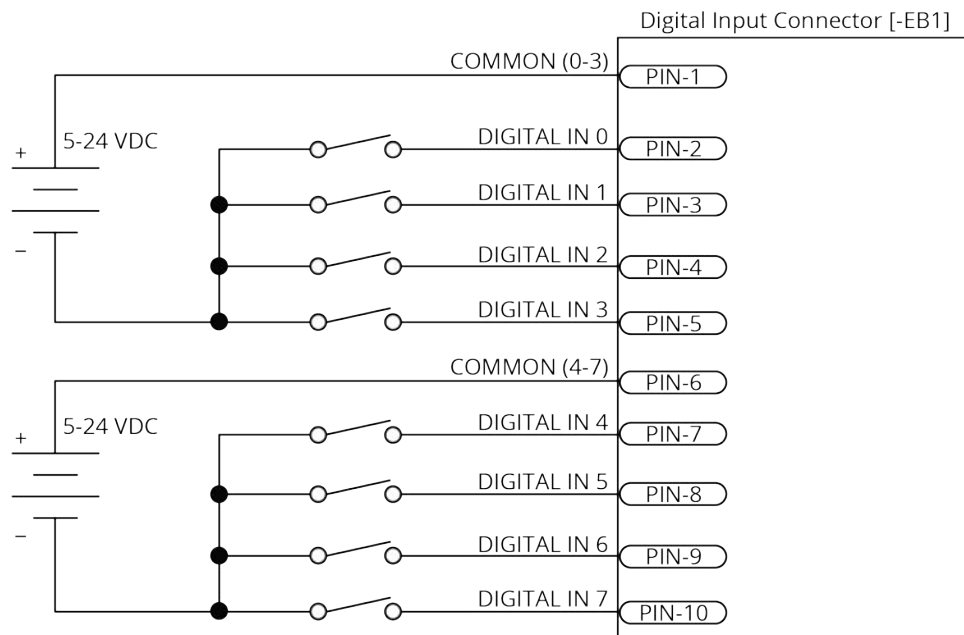 Digital Input Connector [-EB1]
COMMON (0-3)
PIN-1
5-24 VDC
+
DIGITAL IN 0
PIN-2
DIGITAL IN 1
PIN-3
–
DIGITAL IN 2
PIN-4
DIGITAL IN 3
PIN-5
COMMON (4-7)
PIN-6
5-24 VDC
+
DIGITAL IN 4
PIN-7
DIGITAL IN 5
PIN-8
–
DIGITAL IN 6
PIN-9
DIGITAL IN 7
PIN-10